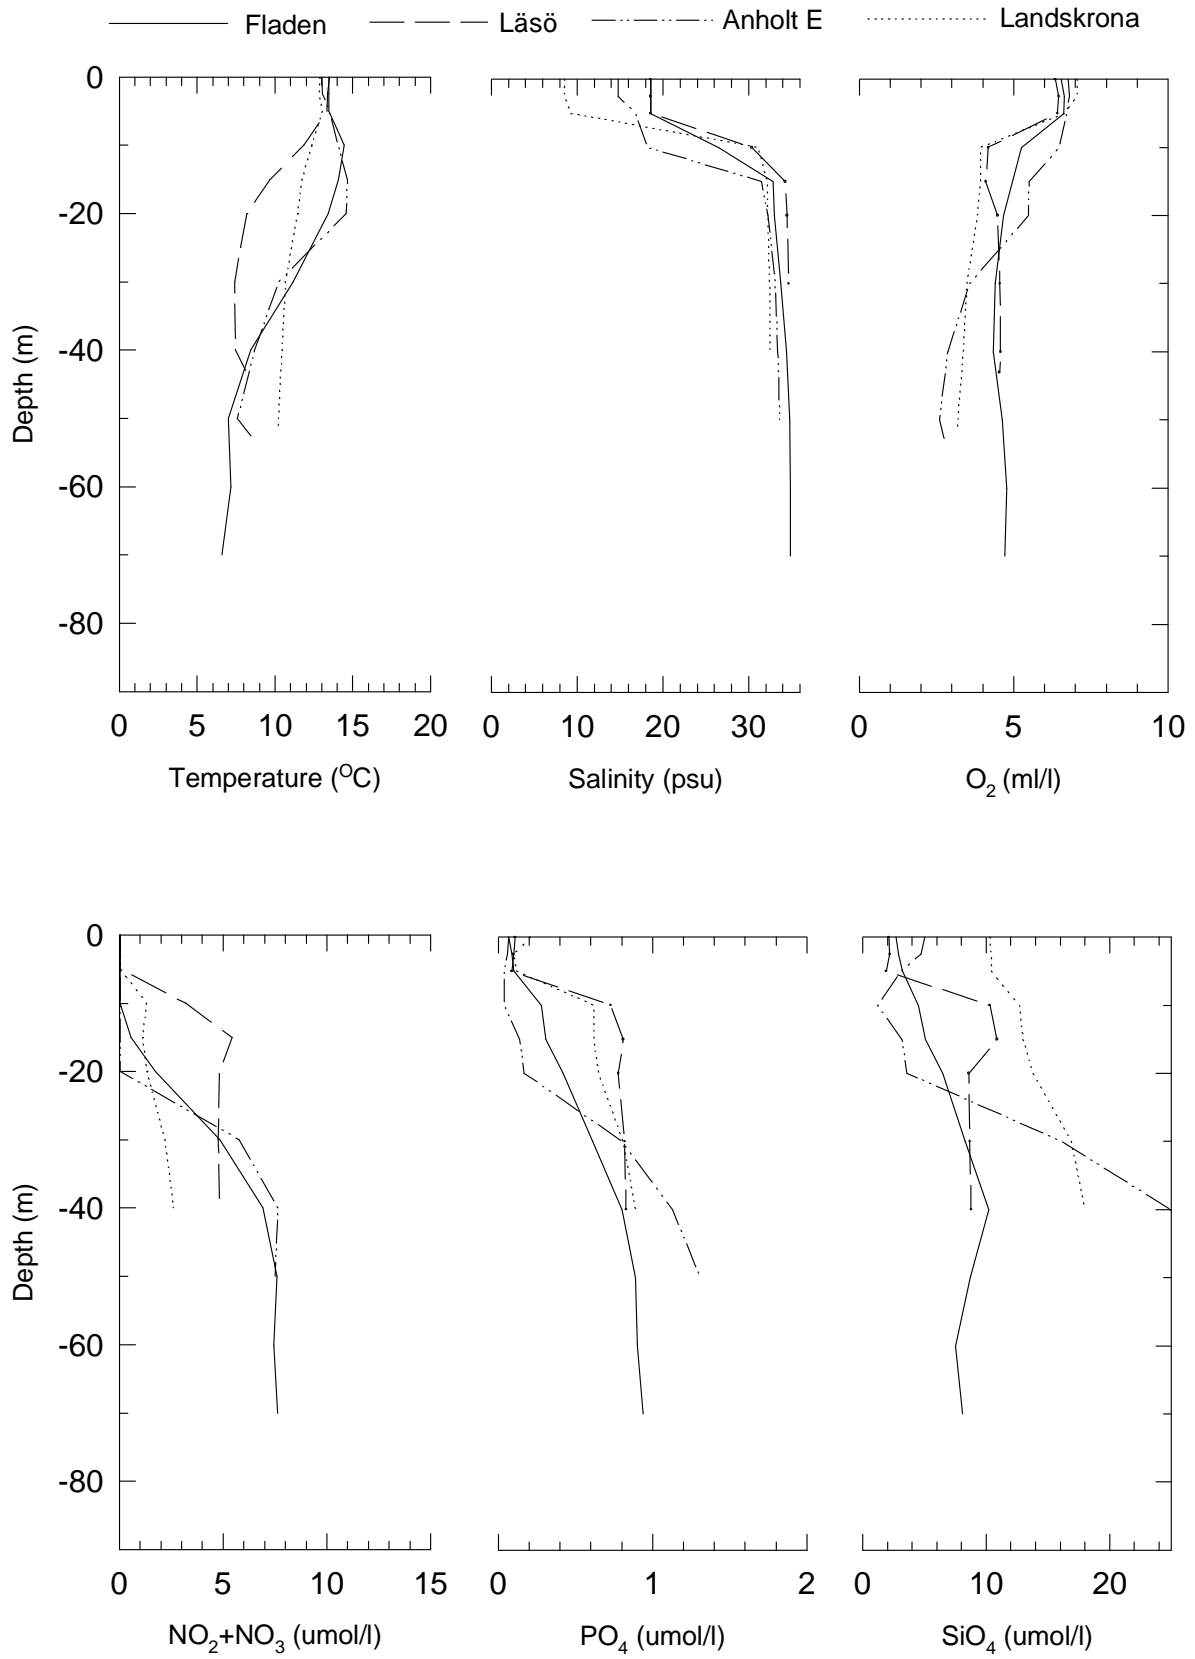 Fladen Läsö Anholt E Landskrona
0
-20
-40
-60
-80
Depth (m)
0 5 10 15 20
0 10 20 30
0 5 10
Temperature (OC)
Salinity (psu)
O2 (ml/l)
0
-20
-40
-60
-80
Depth (m)
0 5 10 15
0 1 2
0 10 20
NO2+NO3 (umol/l)
PO4 (umol/l)
SiO4 (umol/l)